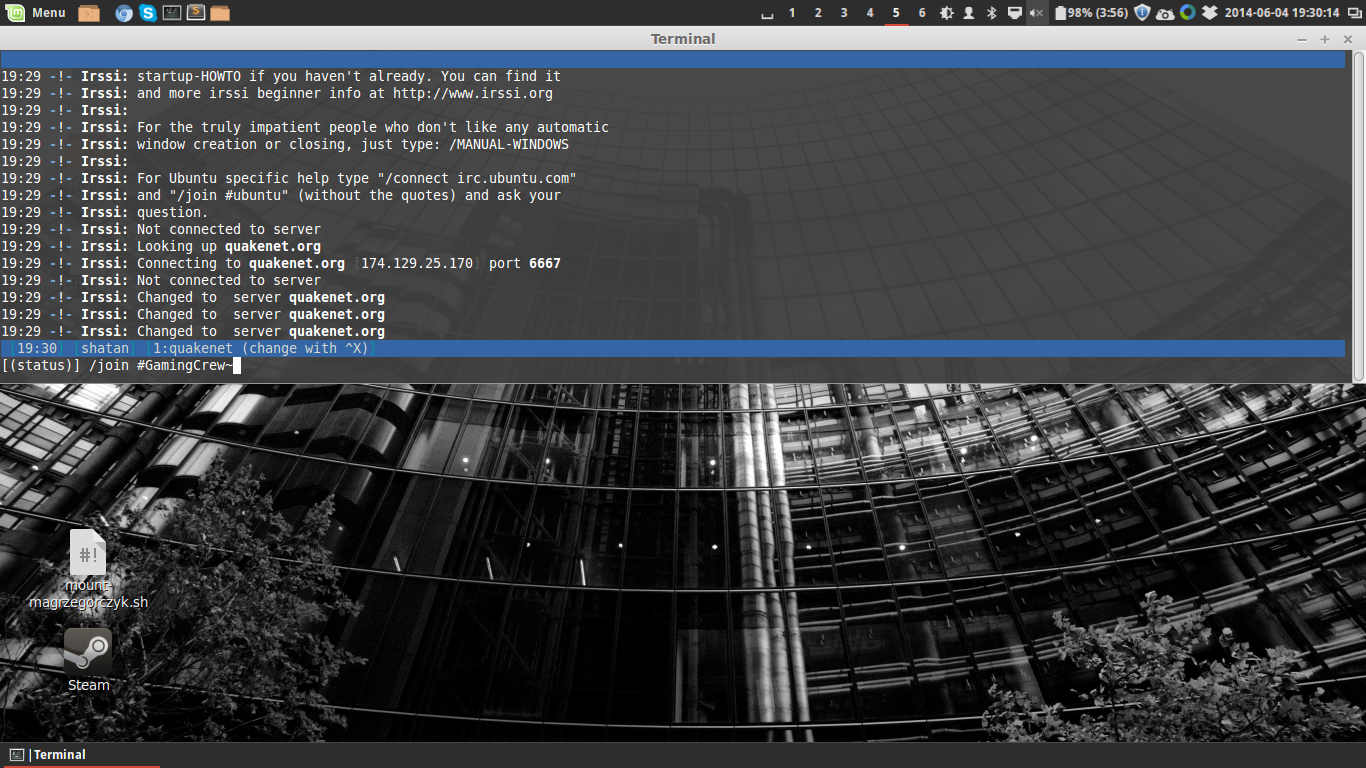 Menu
1 2 3 4 5 6 98% (3:56) 2014-06-04 19:30:14
Terminal
19:29 -!- Irssi: startup-HOWTO if you haven't already. You can find it
19:29 -!- Irssi: and more irssi beginner info at http://www.irssi.org
19:29 -!- Irssi:
19:29 -!- Irssi: For the truly impatient people who don't like any automatic
19:29 -!- Irssi: window creation or closing, just type: /MANUAL-WINDOWS
19:29 -!- Irssi:
19:29 -!- Irssi: For Ubuntu specific help type "/connect irc.ubuntu.com"
19:29 -!- Irssi: and "/join #ubuntu" (without the quotes) and ask your
19:29 -!- Irssi: question.
19:29 -!- Irssi: Not connected to server
19:29 -!- Irssi: Looking up quakenet.org
19:29 -!- Irssi: Connecting to quakenet.org [174.129.25.170] port 6667
19:29 -!- Irssi: Not connected to server
19:29 -!- Irssi: Changed to  server quakenet.org
19:29 -!- Irssi: Changed to  server quakenet.org
19:29 -!- Irssi: Changed to  server quakenet.org
[19:30] [shatan] [1:quakenet (change with ^X)]
[(status)] /join #GamingCrew~
#!
mount-
magrzegorczyk.sh
Steam
Terminal